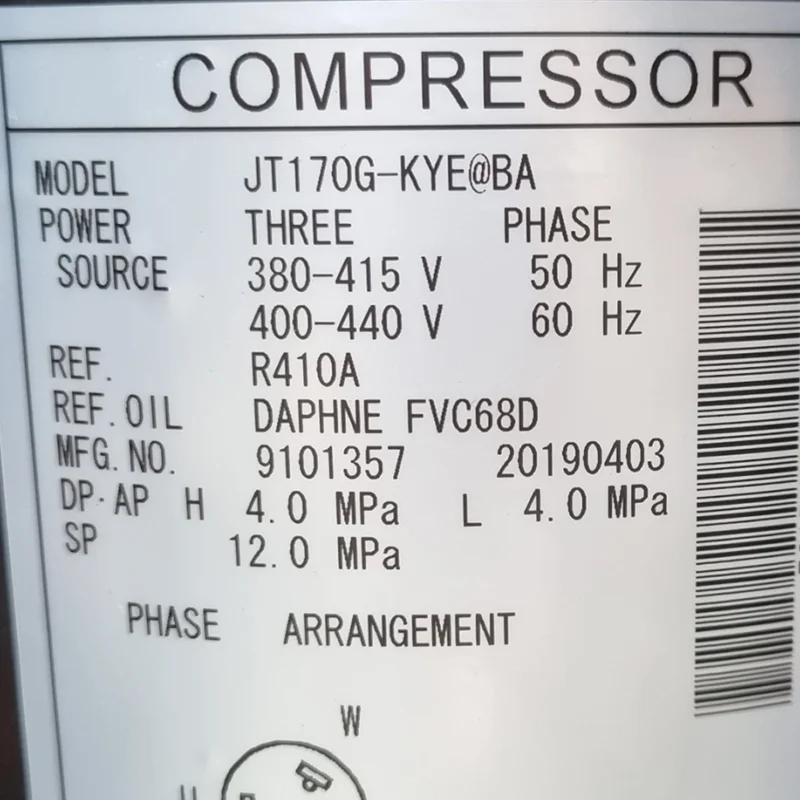 COMPRESSOR
MODEL JT170G-KYE@BA
POWER THREE PHASE
SOURCE 380-415 V 50 Hz
400-440 V 60 Hz
REF. R410A
REF.OIL DAPHNE FVC68D
MFG.NO. 9101357 20190403
DP·AP H 4.0 MPa L 4.0 MPa
SP 12.0 MPa
PHASE ARRANGEMENT
W